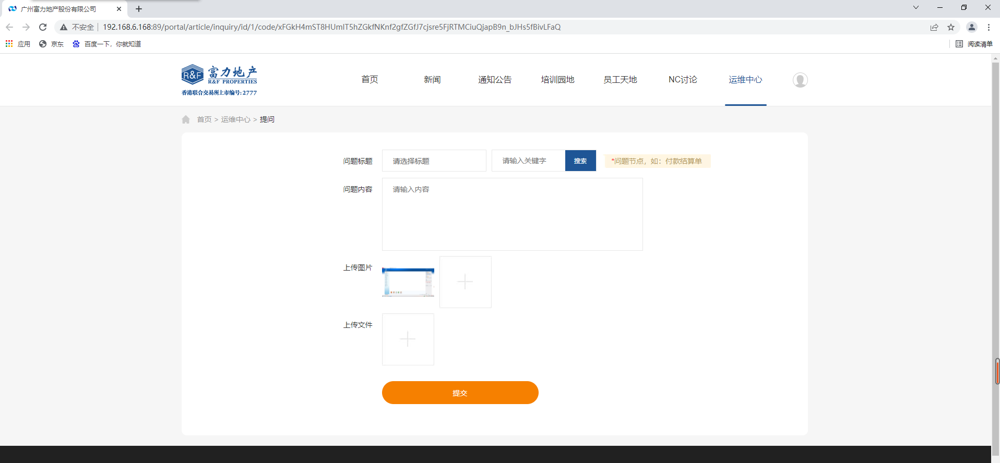 广州富力地产股份有限公司
不安全 192.168.6.168:89/portal/article/inquiry/id/1/code/xFGkH4mST8HUmlT5hZGkfNKnf2gfZGfJ7cjsre5FjRTMCiuQjapB9n_bJHs5fBivLFaQ
应用 京东 百度一下，你就知道 阅读清单
R&F 富力地产
R&F PROPERTIES
香港联合交易所上市编号:2777
首页 新闻 通知公告 培训园地 员工天地 NC讨论 运维中心
首页 > 运维中心 > 提问
问题标题 请选择标题 请输入关键字 搜索 *问题节点，如：付款结算单
问题内容 请输入内容
上传图片
上传文件
提交